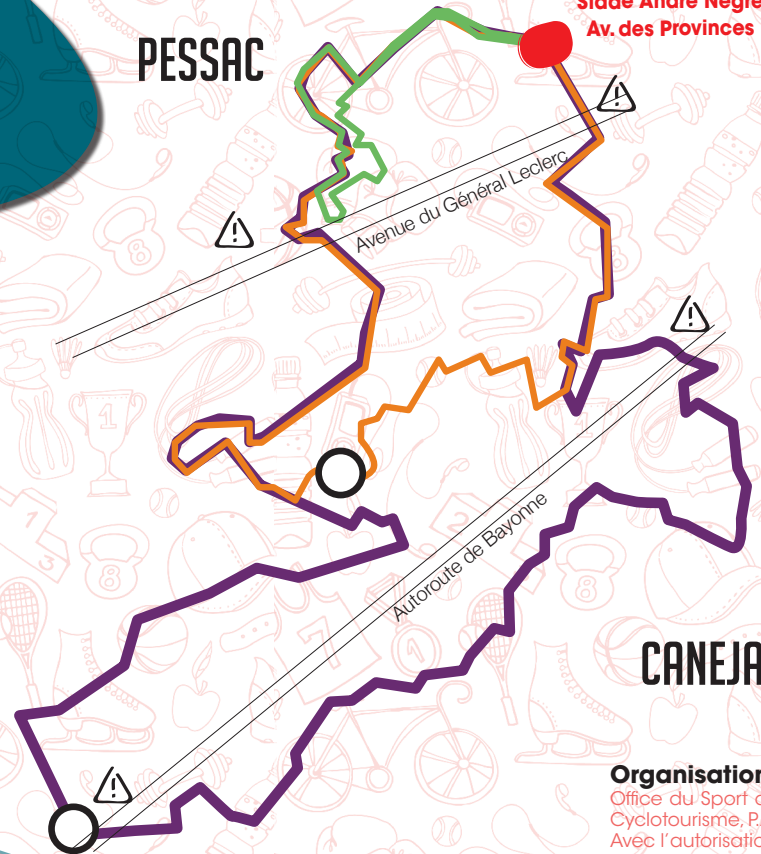 Stade André Nègre
Av. des Provinces
PESSAC
Avenue du Général Leclerc
Autoroute de Bayonne
CANEJA
Organisation
Office du Sport
Cyclotourisme, P.
Avec l'autorisatio